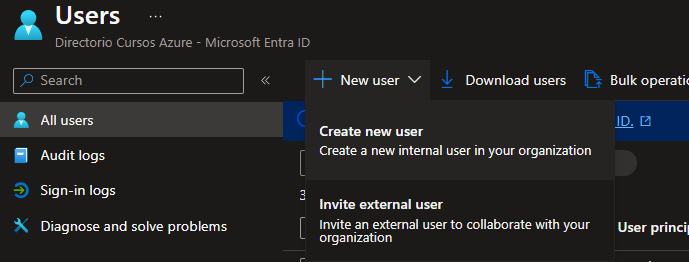 Users ...
Directorio Cursos Azure - Microsoft Entra ID
Search
«
New user
Download users
Bulk operati
All users
ID.
Create new user
Create a new internal user in your organization
Audit logs
3
Sign-in logs
Invite external user
Invite an external user to collaborate with your
organization
User princip
Diagnose and solve problems